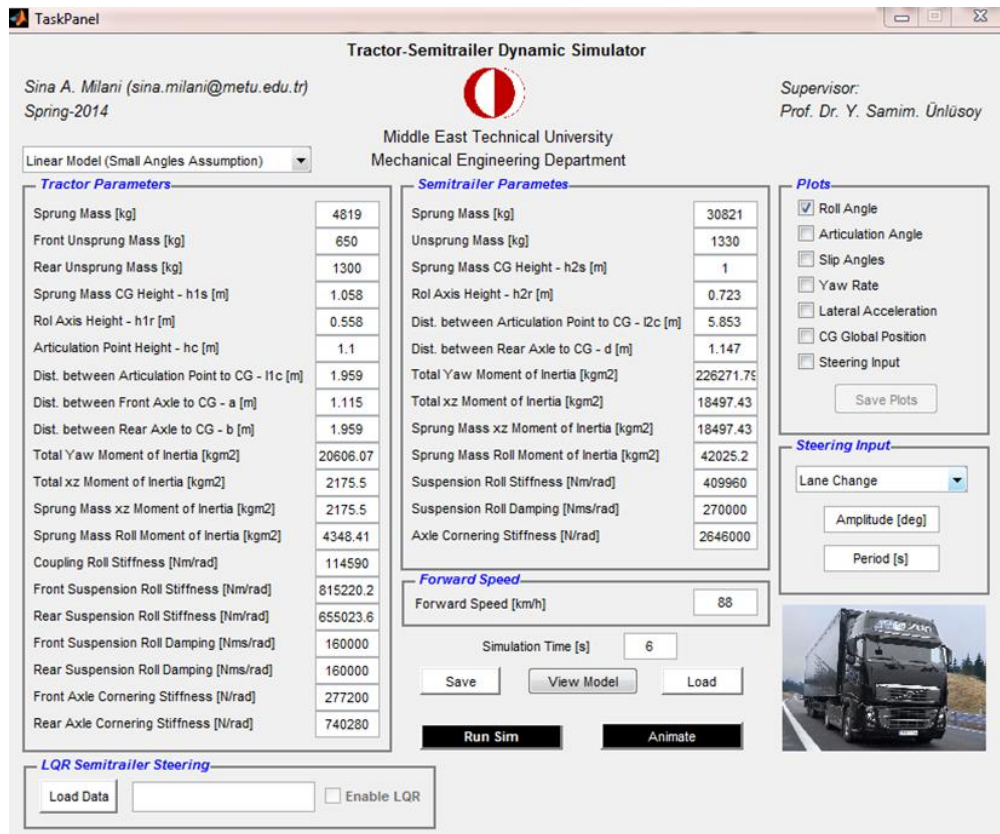 TaskPanel
Tractor-Semitrailer Dynamic Simulator
Sina A. Milani (sina.milani@metu.edu.tr)
Spring-2014
Supervisor:
Prof. Dr. Y. Samim. Ünlüsoy
Middle East Technical University
Mechanical Engineering Department
Linear Model (Small Angles Assumption)
Tractor Parameters
Sprung Mass [kg] 4819
Front Unsprung Mass [kg] 650
Rear Unsprung Mass [kg] 1300
Sprung Mass CG Height - h1s [m] 1.058
Rol Axis Height - h1r [m] 0.558
Articulation Point Height - hc [m] 1.1
Dist. between Articulation Point to CG - l1c [m] 1.959
Dist. between Front Axle to CG - a [m] 1.115
Dist. between Rear Axle to CG - b [m] 1.959
Total Yaw Moment of Inertia [kgm2] 20606.07
Total xz Moment of Inertia [kgm2] 2175.5
Sprung Mass xz Moment of Inertia [kgm2] 2175.5
Sprung Mass Roll Moment of Inertia [kgm2] 4348.41
Coupling Roll Stiffness [Nm/rad] 114590
Front Suspension Roll Stiffness [Nm/rad] 815220.2
Rear Suspension Roll Stiffness [Nm/rad] 655023.6
Front Suspension Roll Damping [Nms/rad] 160000
Rear Suspension Roll Damping [Nms/rad] 160000
Front Axle Cornering Stiffness [N/rad] 277200
Rear Axle Cornering Stiffness [N/rad] 740280
Semitrailer Parametes
Sprung Mass [kg] 30821
Unsprung Mass [kg] 1330
Sprung Mass CG Height - h2s [m] 1
Rol Axis Height - h2r [m] 0.723
Dist. between Articulation Point to CG - l2c [m] 5.853
Dist. between Rear Axle to CG - d [m] 1.147
Total Yaw Moment of Inertia [kgm2] 226271.79
Total xz Moment of Inertia [kgm2] 18497.43
Sprung Mass xz Moment of Inertia [kgm2] 18497.43
Sprung Mass Roll Moment of Inertia [kgm2] 42025.2
Suspension Roll Stiffness [Nm/rad] 409960
Suspension Roll Damping [Nms/rad] 270000
Axle Cornering Stiffness [N/rad] 2646000
Forward Speed
Forward Speed [km/h] 88
Simulation Time [s] 6
Save View Model Load
Run Sim Animate
Plots
Roll Angle
Articulation Angle
Slip Angles
Yaw Rate
Lateral Acceleration
CG Global Position
Steering Input
Save Plots
Steering Input
Lane Change
Amplitude [deg]
Period [s]
LQR Semitrailer Steering
Load Data Enable LQR